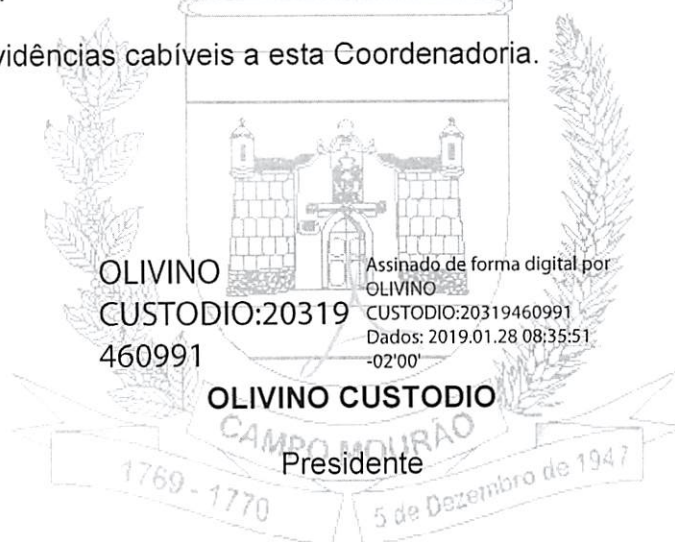 vidências cabíveis a esta Coordenadoria.
OLIVINO
CUSTODIO:20319
460991
Assinado de forma digital por
OLIVINO
CUSTODIO:20319460991
Dados: 2019.01.28 08:35:51
-02'00'
OLIVINO CUSTODIO
CAMPO MOURÃO
Presidente
1769 - 1770
5 de Dezembro de 1947